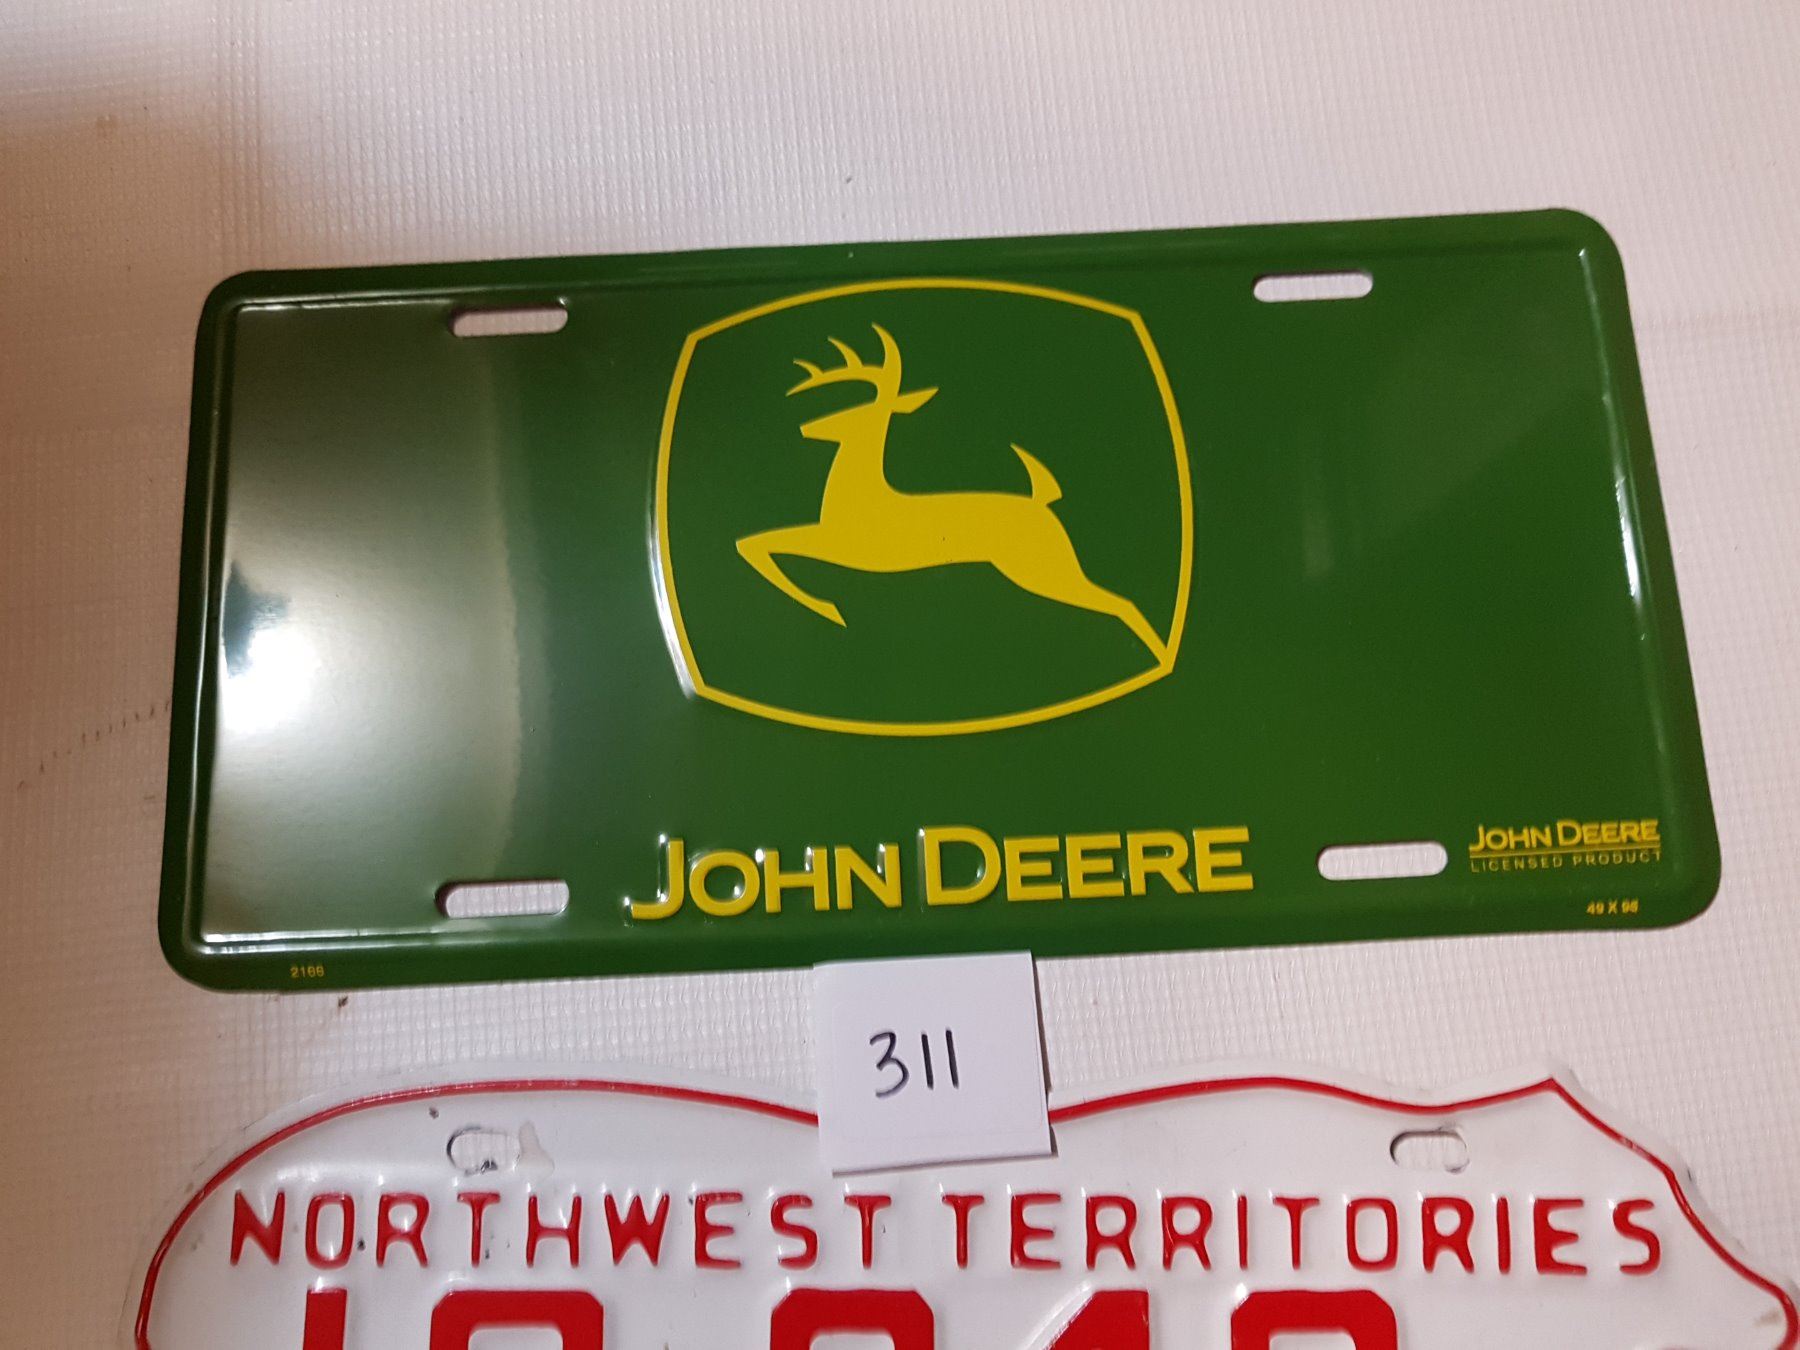 JOHN DEERE
JOHN DEERE
LICENSED PRODUCT
49 X 96
2166
311
NORTHWEST TERRITORIES